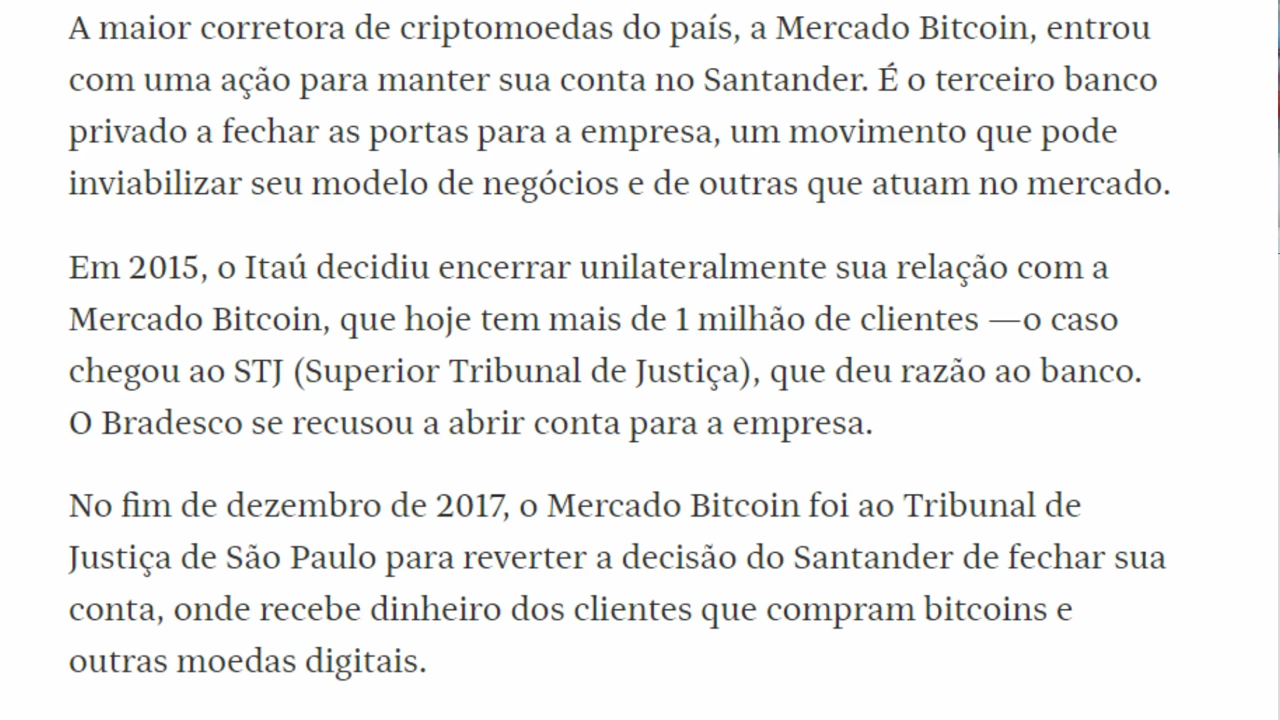 A maior corretora de criptomoedas do país, a Mercado Bitcoin, entrou
com uma ação para manter sua conta no Santander. É o terceiro banco
privado a fechar as portas para a empresa, um movimento que pode
inviabilizar seu modelo de negócios e de outras que atuam no mercado.
Em 2015, o Itaú decidiu encerrar unilateralmente sua relação com a
Mercado Bitcoin, que hoje tem mais de 1 milhão de clientes —o caso
chegou ao STJ (Superior Tribunal de Justiça), que deu razão ao banco.
O Bradesco se recusou a abrir conta para a empresa.
No fim de dezembro de 2017, o Mercado Bitcoin foi ao Tribunal de
Justiça de São Paulo para reverter a decisão do Santander de fechar sua
conta, onde recebe dinheiro dos clientes que compram bitcoins e
outras moedas digitais.